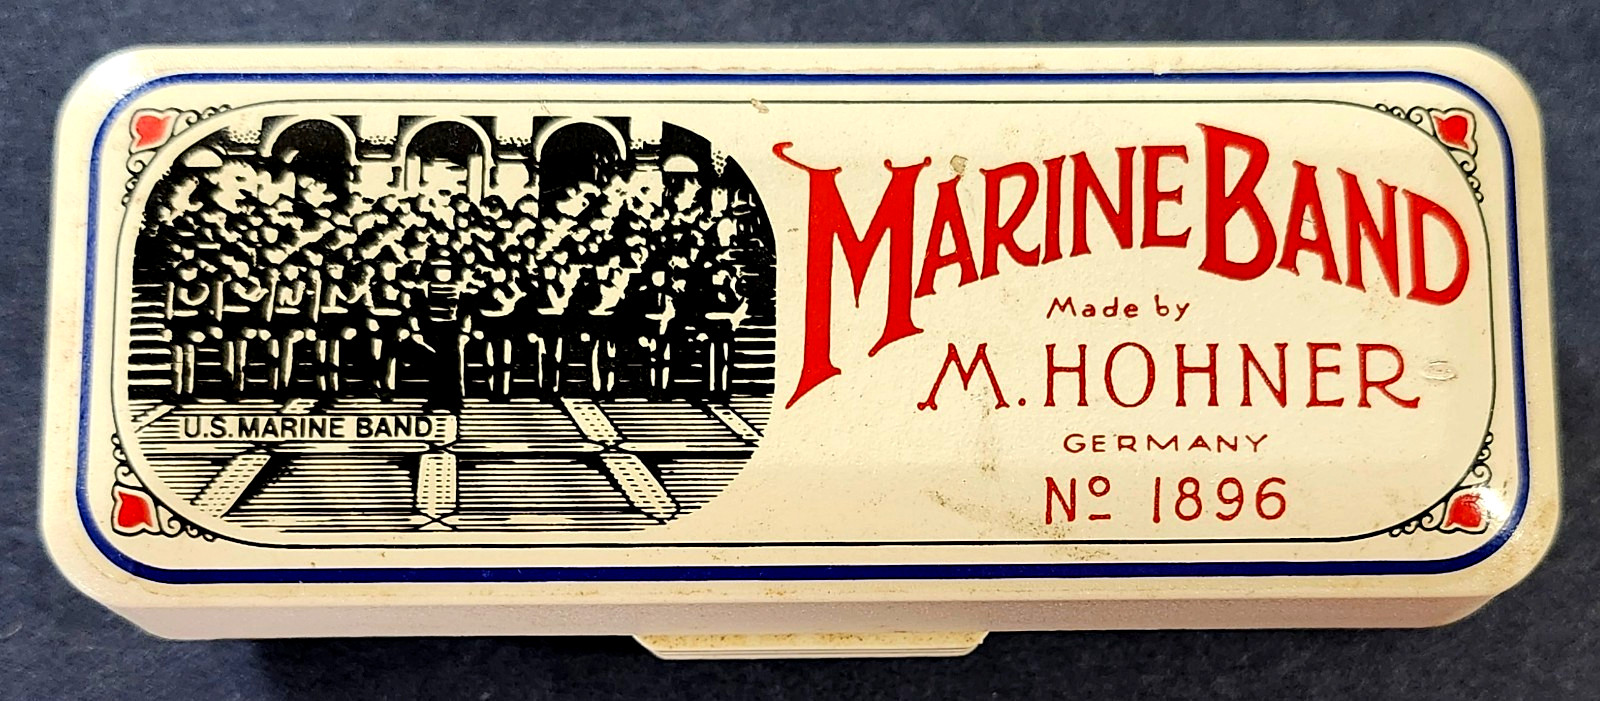 U.S. MARINE BAND
MARINE BAND
Made by
M. HOHNER
GERMANY
Nº 1896